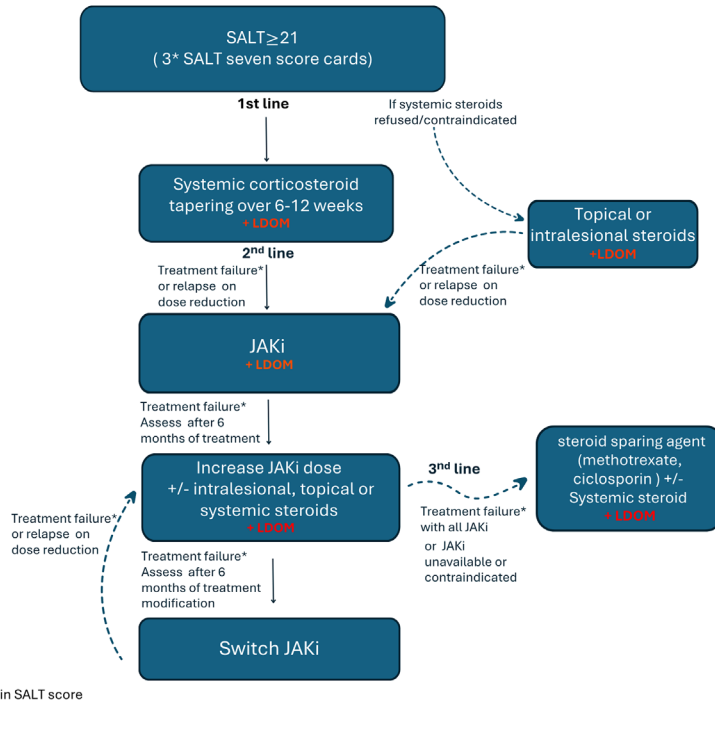 SALT≥21
( 3* SALT seven score cards)
1st line
If systemic steroids
refused/contraindicated
Systemic corticosteroid
tapering over 6-12 weeks
+ LDOM
Topical or
intralesional steroids
+LDOM
2nd line
Treatment failure*
or relapse on
dose reduction
Treatment failure*
or relapse on
dose reduction
JAKi
+ LDOM
Treatment failure*
Assess after 6
months of treatment
Increase JAKi dose
+/- intralesional, topical or
systemic steroids
+ LDOM
3nd line
Treatment failure*
with all JAKi
or JAKi
unavailable or
contraindicated
steroid sparing agent
(methotrexate,
ciclosporin ) +/-
Systemic steroid
+ LDOM
Treatment failure*
or relapse on
dose reduction
Treatment failure*
Assess after 6
months of treatment
modification
Switch JAKi
in SALT score